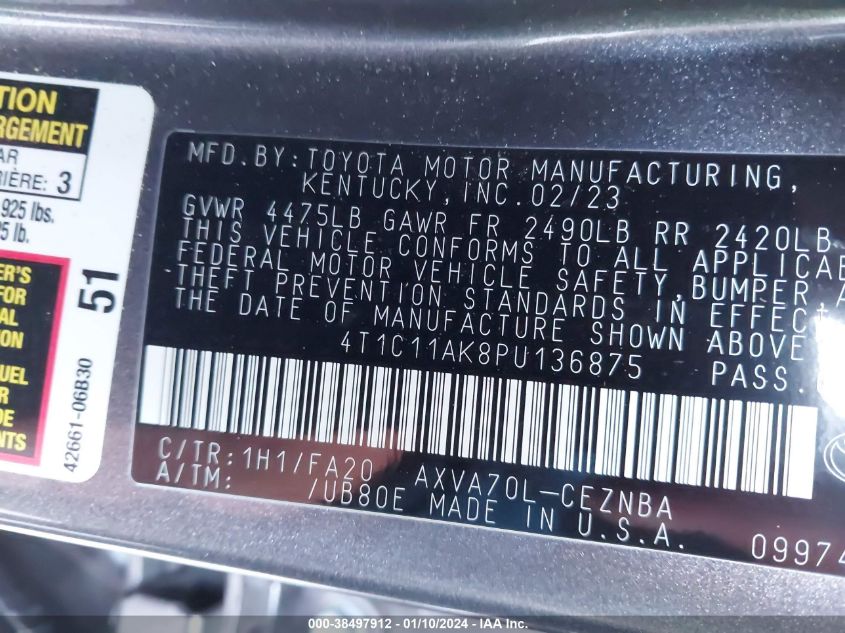 TION
RGEMENT
AR
RIÈRE: 3
925 lbs.
5 lb.
ER'S
FOR
AL
ION
UEL
R
DE
ENTS
51
42661-06B30
MFD.BY:TOYOTA MOTOR MANUFACTURING,
KENTUCKY,INC.02/23
GVWR 4475LB GAWR FR 2490LB RR 2420LB
THIS VEHICLE CONFORMS TO ALL APPLICAB
FEDERAL MOTOR VEHICLE SAFETY,BUMPER,A
THEFT PREVENTION STANDARDS IN EFFECT
THE DATE OF MANUFACTURE SHOWN ABOVE
4T1C11AK8PU136875 PASS.
C/TR:1H1/FA20 AXVA70L-CEZNBA
A/TM: /UB80E MADE IN U.S.A.
09974
000-38497912 - 01/10/2024 - IAA Inc.